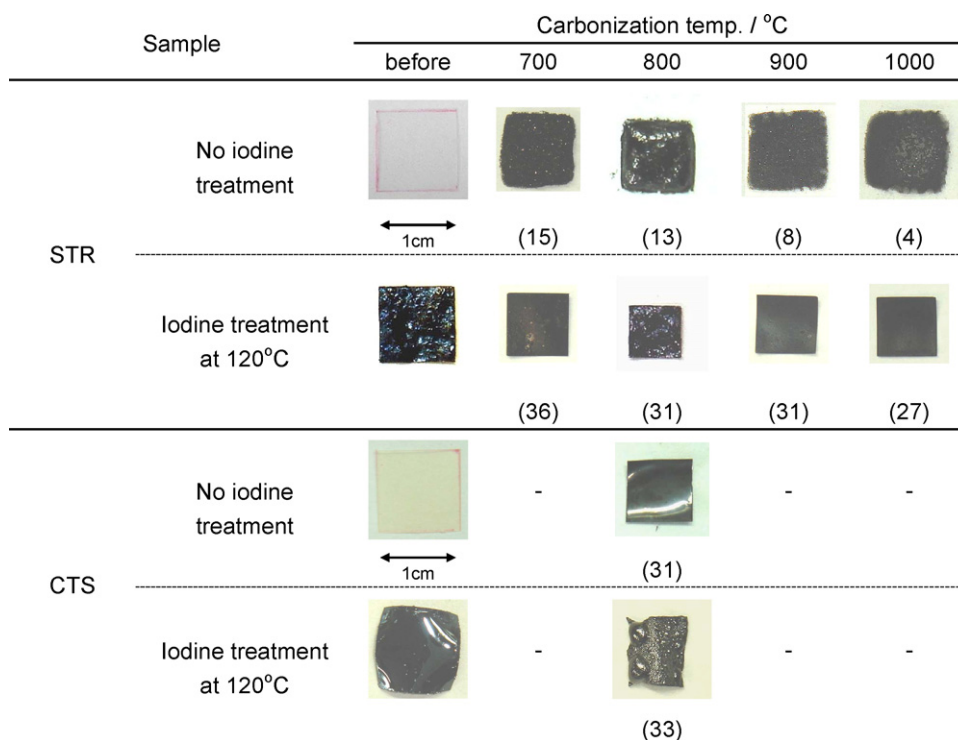 Sample
Carbonization temp. / °C
before 700 800 900 1000
No iodine
treatment
1cm (15) (13) (8) (4)
STR
Iodine treatment
at 120°C
(36) (31) (31) (27)
No iodine
treatment
- - -
1cm (31)
CTS
Iodine treatment
at 120°C
- - -
(33)